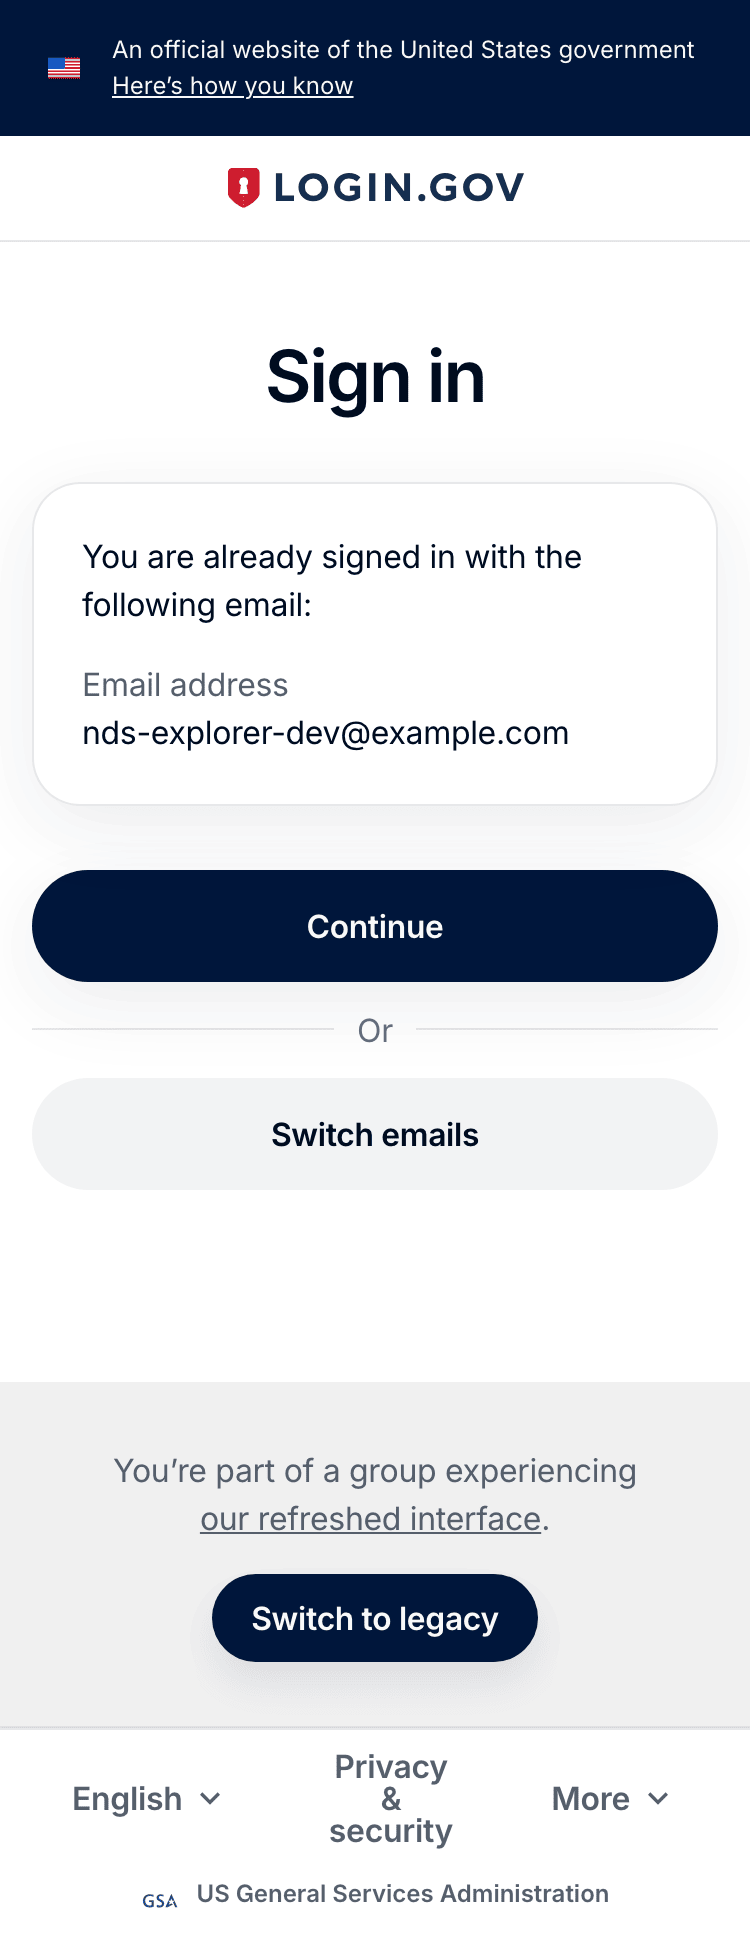 An official website of the United States government
Here’s how you know
LOGIN.GOV
Sign in
You are already signed in with the
following email:
Email address
nds-explorer-dev@example.com
Continue
Or
Switch emails
You’re part of a group experiencing
our refreshed interface.
Switch to legacy
English
Privacy
&
security
More
GSA
US General Services Administration